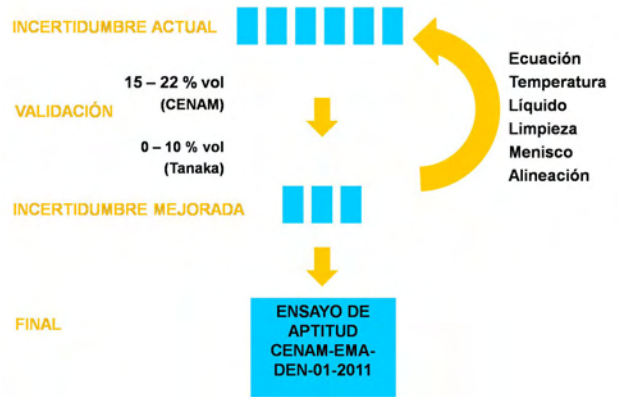 INCERTIDUMBRE ACTUAL
15 – 22 % vol
(CENAM)
VALIDACIÓN
0 – 10 % vol
(Tanaka)
Ecuación
Temperatura
Líquido
Limpieza
Menisco
Alineación
INCERTIDUMBRE MEJORADA
FINAL
ENSAYO DE
APTITUD
CENAM-EMA-
DEN-01-2011